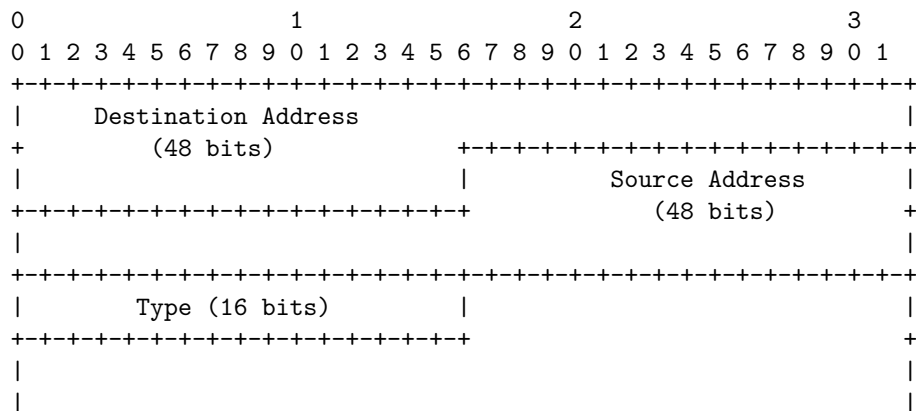 0                   1                   2                   3
0 1 2 3 4 5 6 7 8 9 0 1 2 3 4 5 6 7 8 9 0 1 2 3 4 5 6 7 8 9 0 1
+-+-+-+-+-+-+-+-+-+-+-+-+-+-+-+-+-+-+-+-+-+-+-+-+-+-+-+-+-+-+-+-+
|     Destination Address                                       |
+         (48 bits)             +-+-+-+-+-+-+-+-+-+-+-+-+-+-+-+-+
|                               |          Source Address       |
+-+-+-+-+-+-+-+-+-+-+-+-+-+-+-+-+             (48 bits)         +
|                                                               |
+-+-+-+-+-+-+-+-+-+-+-+-+-+-+-+-+-+-+-+-+-+-+-+-+-+-+-+-+-+-+-+-+
|        Type (16 bits)         |                               |
+-+-+-+-+-+-+-+-+-+-+-+-+-+-+-+-+                               +
|                                                               |
|                                                               |